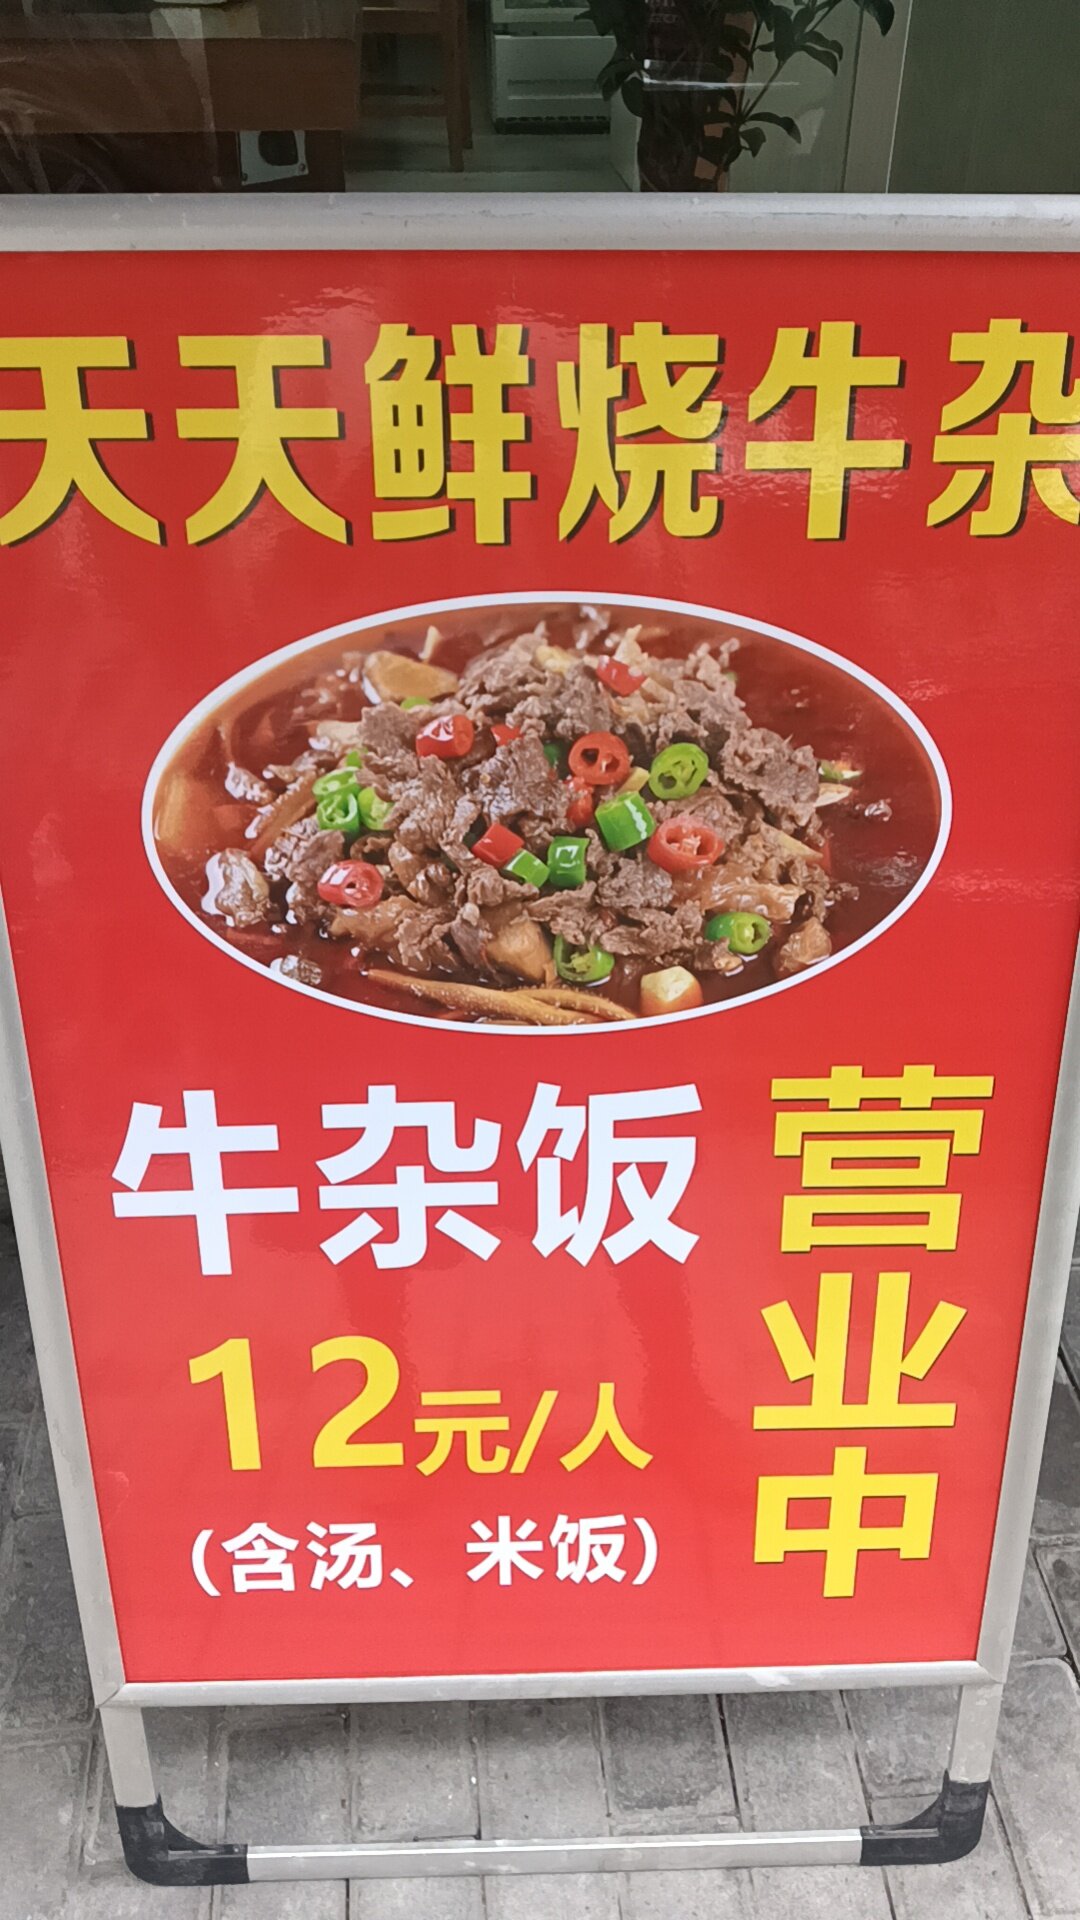 天天鲜烧牛杂
牛杂饭
12元/人
(含汤、米饭)
营业中